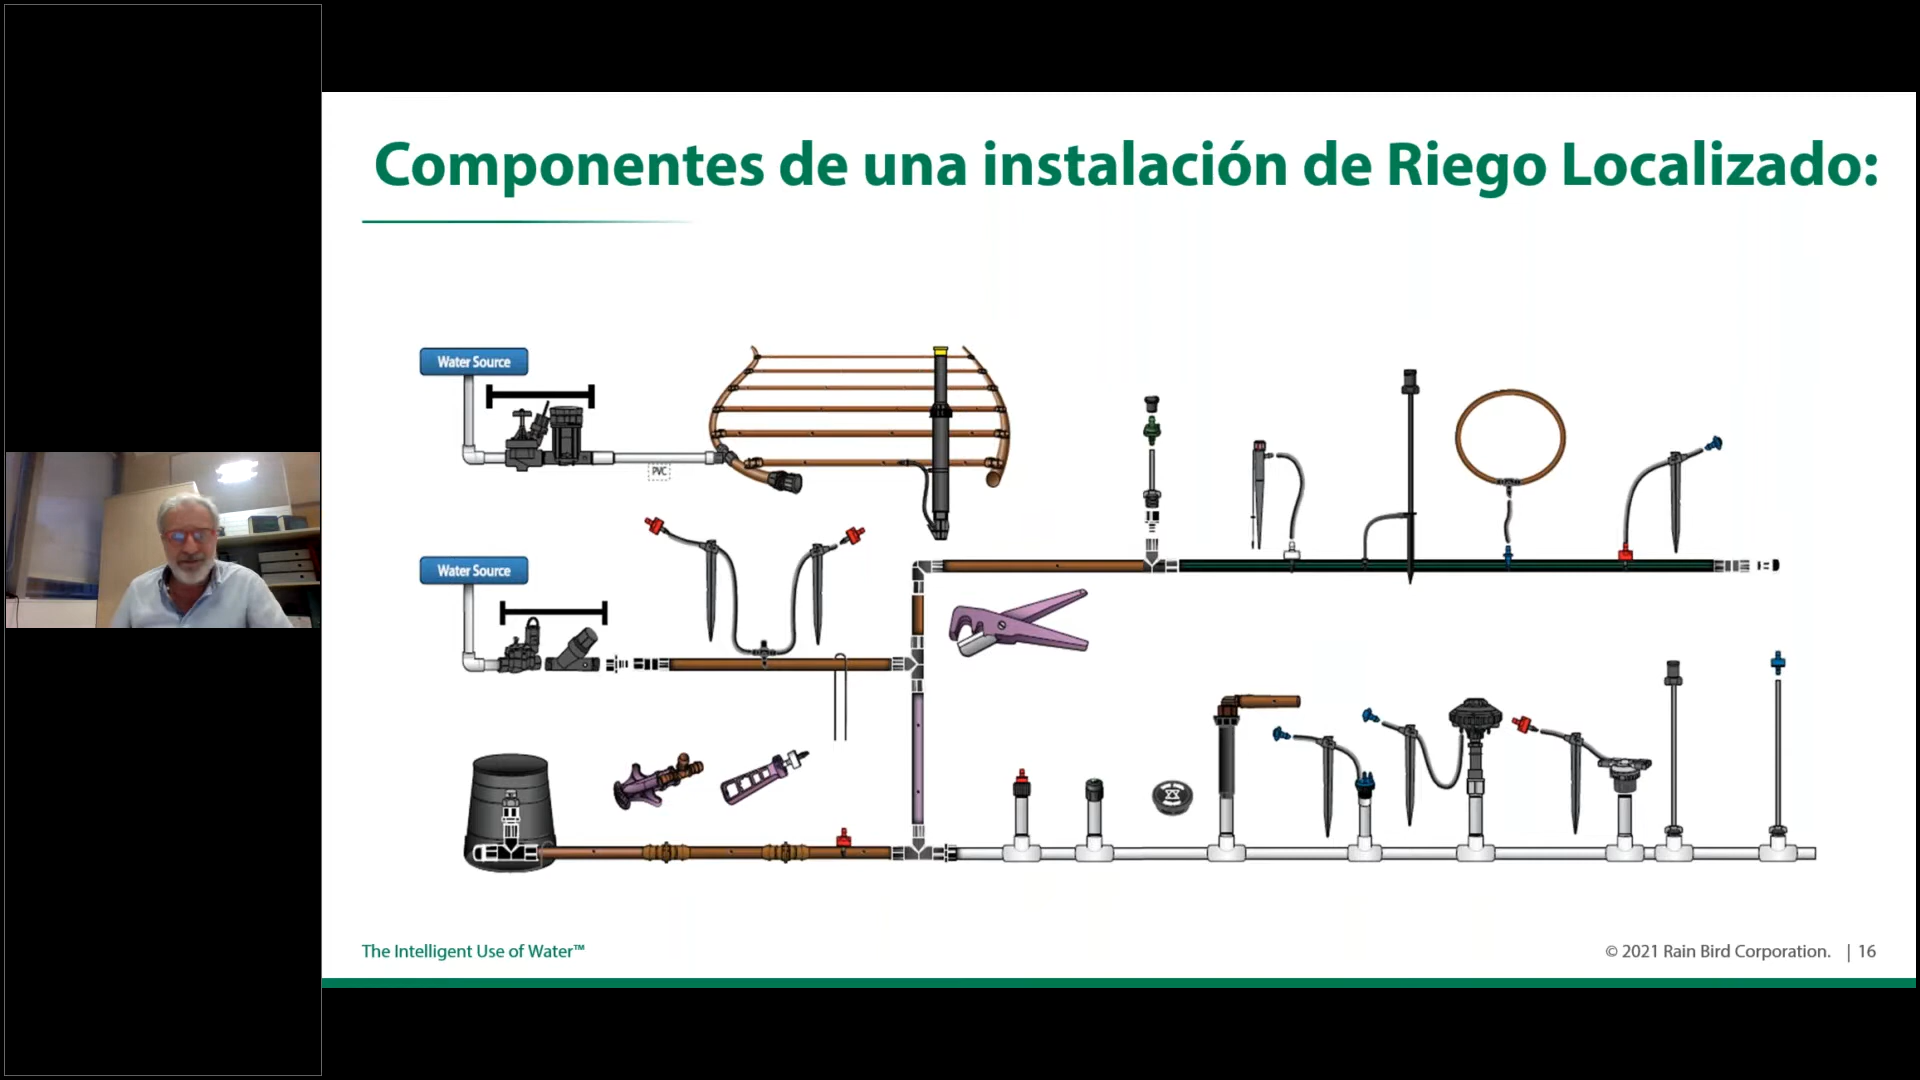 Componentes de una instalación de Riego Localizado:
Water Source
PVC
Water Source
The Intelligent Use of Water™
© 2021 Rain Bird Corporation. | 16